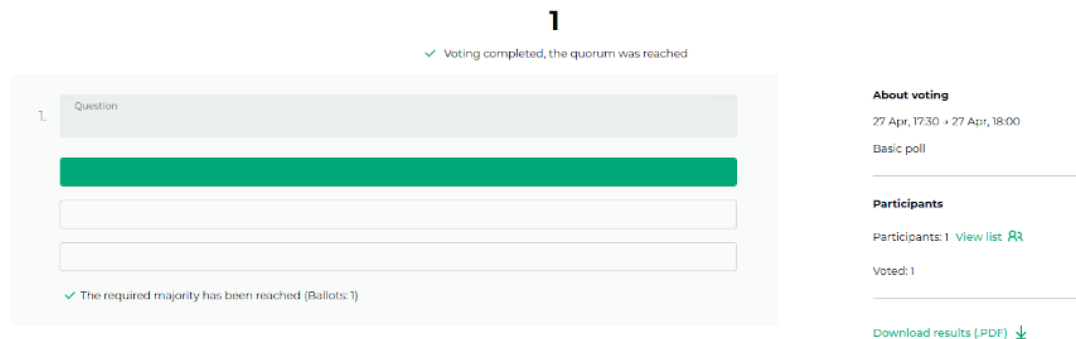 1
Voting completed, the quorum was reached
1.
Question
The required majority has been reached (Ballots: 1)
About voting
27 Apr, 17:30 → 27 Apr, 18:00
Basic poll
Participants
Participants: 1 View list
Voted: 1
Download results (.PDF)